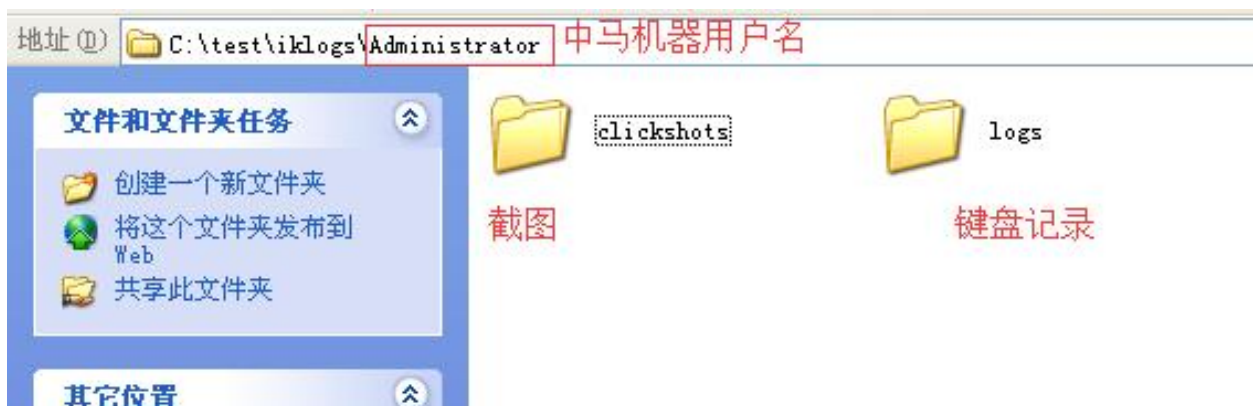 地址(D) C:\test\iklogs\Administrator 中马机器用户名
文件和文件夹任务
创建一个新文件夹
将这个文件夹发布到
Web
共享此文件夹
其它位置
clickshots
logs
截图
键盘记录